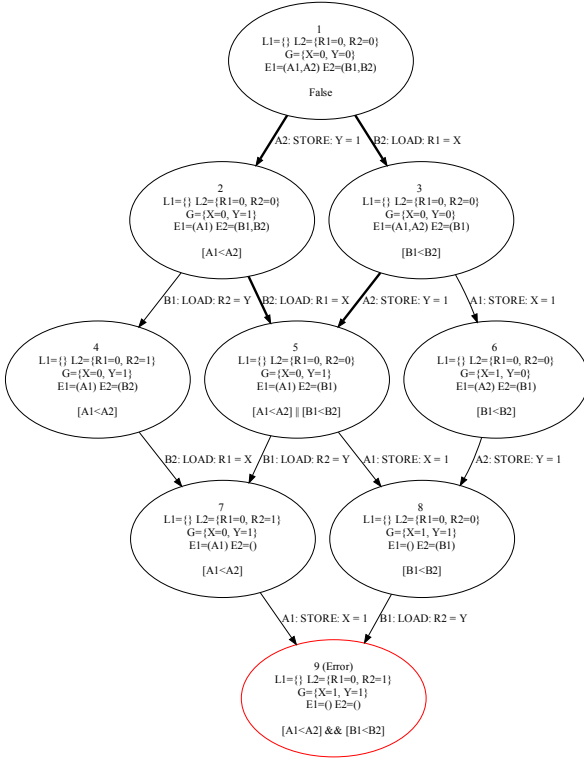 1
L1={} L2={R1=0, R2=0}
G={X=0, Y=0}
E1=(A1,A2) E2=(B1,B2)
False
A2: STORE: Y = 1
B2: LOAD: R1 = X
2
L1={} L2={R1=0, R2=0}
G={X=0, Y=1}
E1=(A1) E2=(B1,B2)
[A1<A2]
3
L1={} L2={R1=0, R2=0}
G={X=0, Y=0}
E1=(A1,A2) E2=(B1)
[B1<B2]
B1: LOAD: R2 = Y
B2: LOAD: R1 = X
A2: STORE: Y = 1
A1: STORE: X = 1
4
L1={} L2={R1=0, R2=1}
G={X=0, Y=1}
E1=(A1) E2=(B2)
[A1<A2]
5
L1={} L2={R1=0, R2=0}
G={X=0, Y=1}
E1=(A1) E2=(B1)
[A1<A2] || [B1<B2]
6
L1={} L2={R1=0, R2=0}
G={X=1, Y=0}
E1=(A2) E2=(B1)
[B1<B2]
B2: LOAD: R1 = X
B1: LOAD: R2 = Y
A1: STORE: X = 1
A2: STORE: Y = 1
7
L1={} L2={R1=0, R2=1}
G={X=0, Y=1}
E1=(A1) E2=()
[A1<A2]
8
L1={} L2={R1=0, R2=0}
G={X=1, Y=1}
E1=() E2=(B1)
[B1<B2]
A1: STORE: X = 1
B1: LOAD: R2 = Y
9 (Error)
L1={} L2={R1=0, R2=1}
G={X=1, Y=1}
E1=() E2=()
[A1<A2] && [B1<B2]